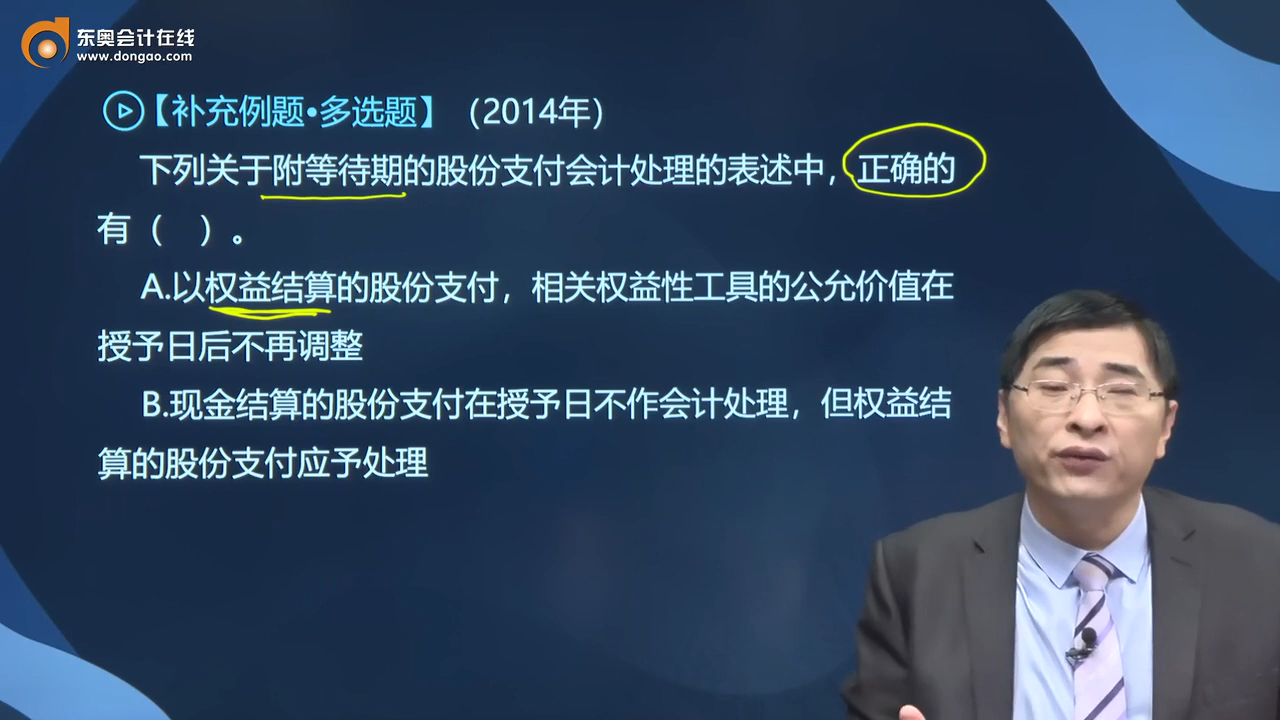 东奥会计在线
www.dongao.com
【补充例题•多选题】（2014年）
下列关于附等待期的股份支付会计处理的表述中，正确的
有（ ）。
A.以权益结算的股份支付，相关权益性工具的公允价值在
授予日后不再调整
B.现金结算的股份支付在授予日不作会计处理，但权益结
算的股份支付应予处理